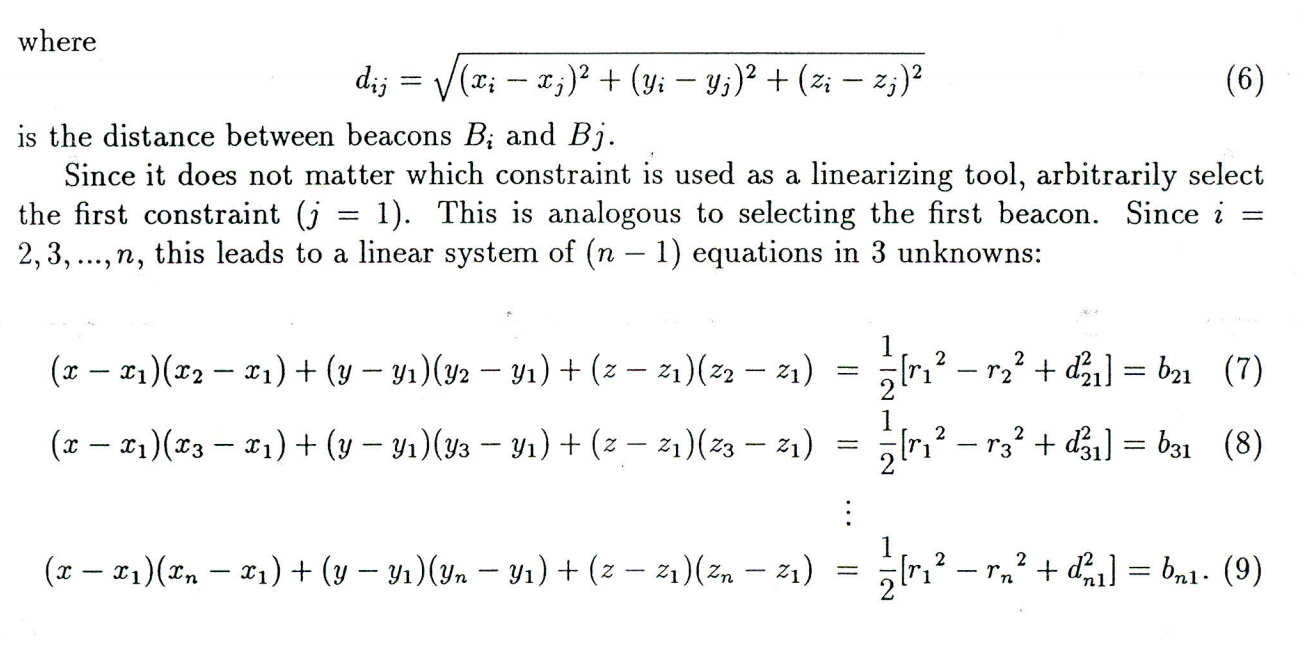 where
d_{ij} = \sqrt{(x_i − x_j)^2 + (y_i − y_j)^2 + (z_i − z_j)^2} (6)
is the distance between beacons B_i and Bj.
Since it does not matter which constraint is used as a linearizing tool, arbitrarily select
the first constraint (j = 1). This is analogous to selecting the first beacon. Since i =
2, 3, ..., n, this leads to a linear system of (n − 1) equations in 3 unknowns:
(x − x_1)(x_2 − x_1) + (y − y_1)(y_2 − y_1) + (z − z_1)(z_2 − z_1) = \frac{1}{2}[r_1^2 − r_2^2 + d_{21}^2] = b_{21} (7)
(x − x_1)(x_3 − x_1) + (y − y_1)(y_3 − y_1) + (z − z_1)(z_3 − z_1) = \frac{1}{2}[r_1^2 − r_3^2 + d_{31}^2] = b_{31} (8)
⋮
(x − x_1)(x_n − x_1) + (y − y_1)(y_n − y_1) + (z − z_1)(z_n − z_1) = \frac{1}{2}[r_1^2 − r_n^2 + d_{n1}^2] = b_{n1}. (9)